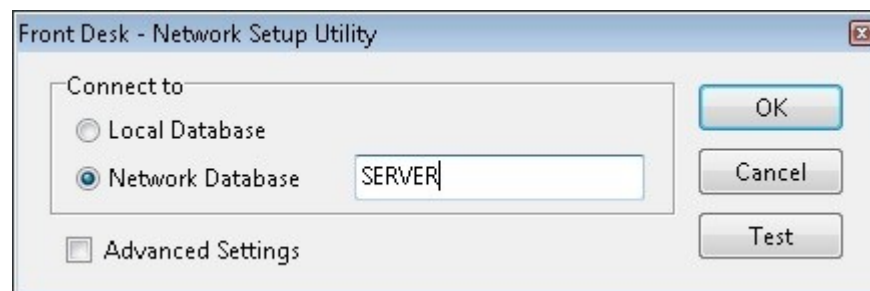 Front Desk - Network Setup Utility
Connect to
Local Database
Network Database SERVER
Advanced Settings
OK
Cancel
Test